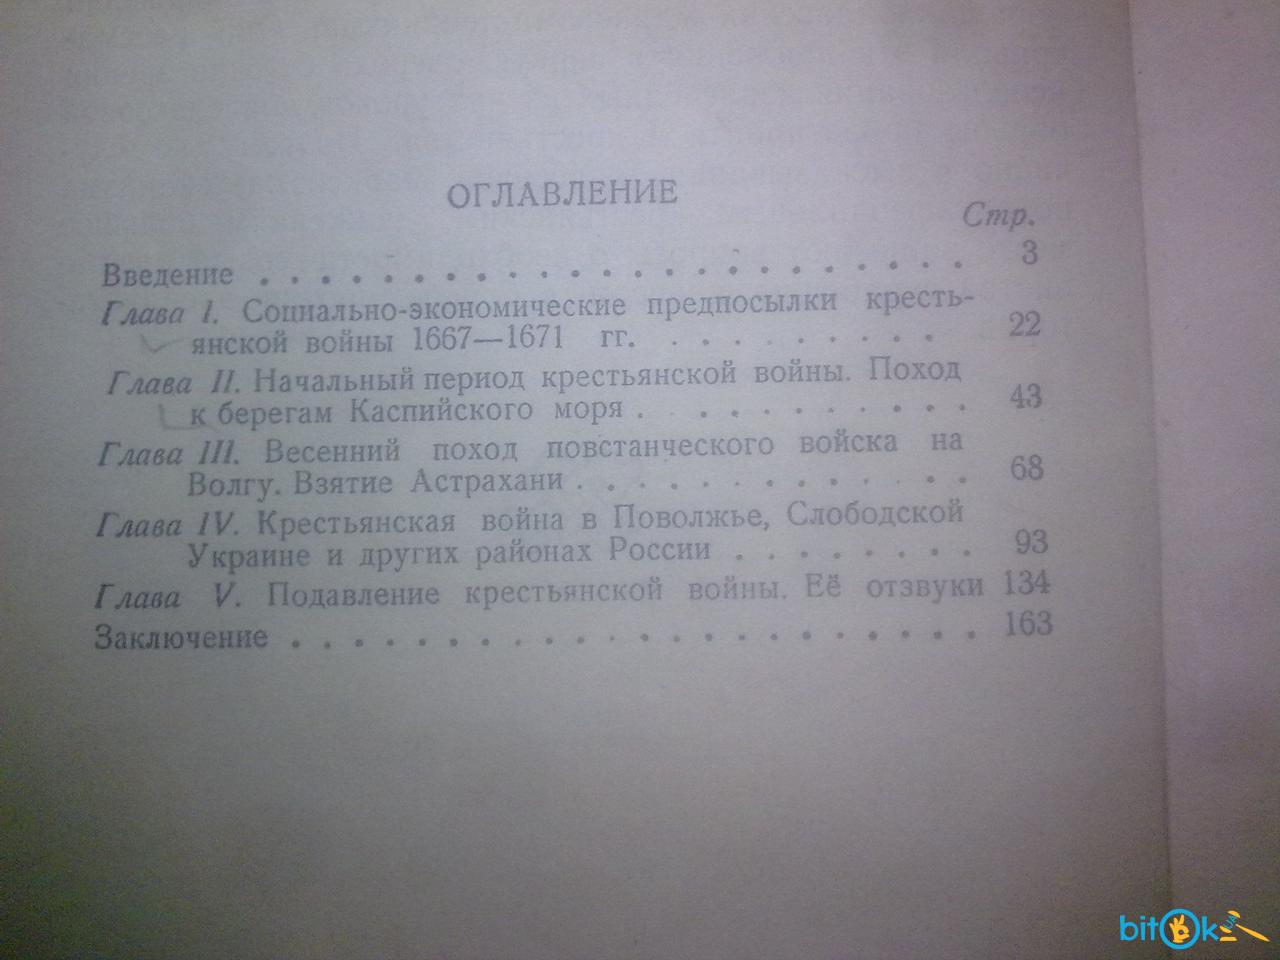 ОГЛАВЛЕНИЕ
Стр.
Введение . . . . . . . . . . . . . . . . . . . . . . . 3
Глава I. Социально-экономические предпосылки кресть-
янской войны 1667—1671 гг. . . . . . . . . . 22
Глава II. Начальный период крестьянской войны. Поход
к берегам Каспийского моря . . . . . . . . . . . 43
Глава III. Весенний поход повстанческого войска на
Волгу. Взятие Астрахани . . . . . . . . . . . . . 68
Глава IV. Крестьянская война в Поволжье, Слободской
Украине и других районах России . . . . . . . . 93
Глава V. Подавление крестьянской войны. Её отзвуки 134
Заключение . . . . . . . . . . . . . . . . . . . . . . 163
bitOk.UA